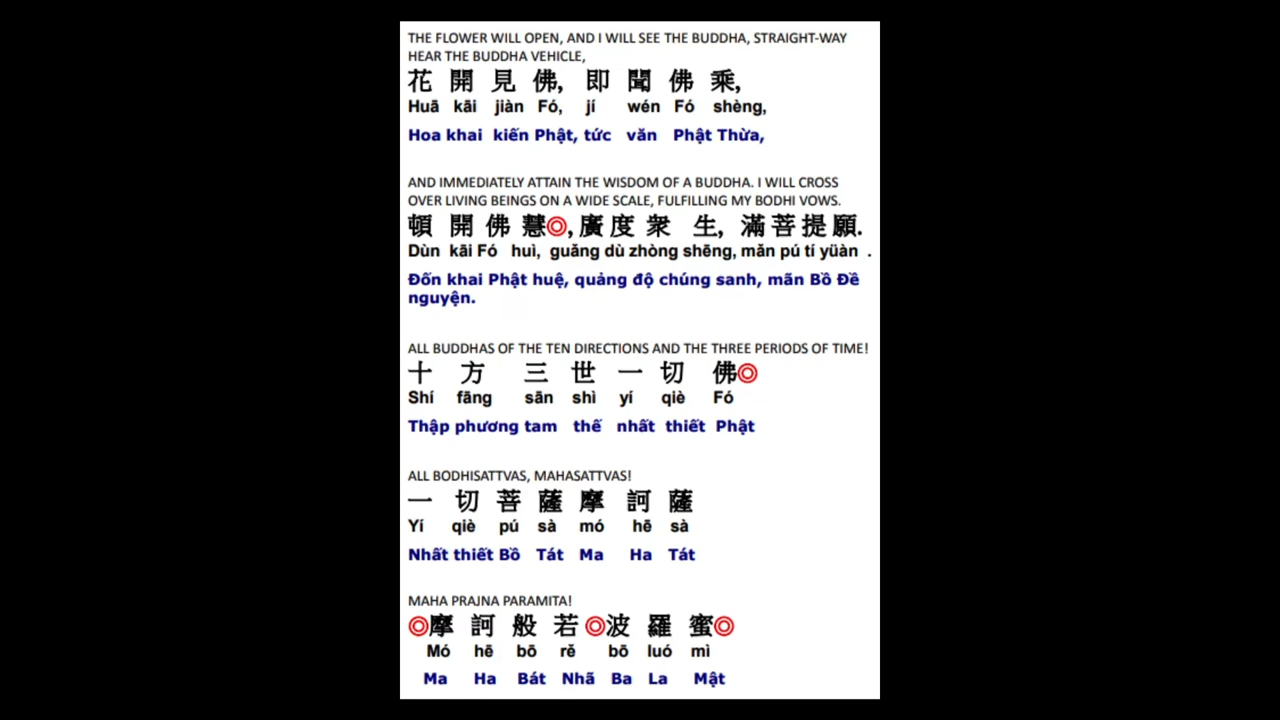 THE FLOWER WILL OPEN, AND I WILL SEE THE BUDDHA, STRAIGHT-WAY
HEAR THE BUDDHA VEHICLE,
花 開 見 佛, 即 聞 佛 乘,
Huā kāi jiàn Fó, jí wén Fó shèng,
Hoa khai kiến Phật, tức văn Phật Thừa,
AND IMMEDIATELY ATTAIN THE WISDOM OF A BUDDHA. I WILL CROSS
OVER LIVING BEINGS ON A WIDE SCALE, FULFILLING MY BODHI VOWS.
頓 開 佛 慧◎, 廣 度 衆 生, 滿 菩 提 願.
Dùn kāi Fó huì, guǎng dù zhòng shēng, mǎn pú tí yüàn .
Đốn khai Phật huệ, quảng độ chúng sanh, mãn Bồ Đề
nguyện.
ALL BUDDHAS OF THE TEN DIRECTIONS AND THE THREE PERIODS OF TIME!
十 方 三 世 一 切 佛◎
Shí fāng sān shì yí qiè Fó
Thập phương tam thế nhất thiết Phật
ALL BODHISATTVAS, MAHASATTVAS!
一 切 菩 薩 摩 訶 薩
Yí qiè pú sà mó hē sà
Nhất thiết Bồ Tát Ma Ha Tát
MAHA PRAJNA PARAMITA!
◎摩 訶 般 若 ◎波 羅 蜜◎
Mó hē bō rě bō luó mì
Ma Ha Bát Nhã Ba La Mật